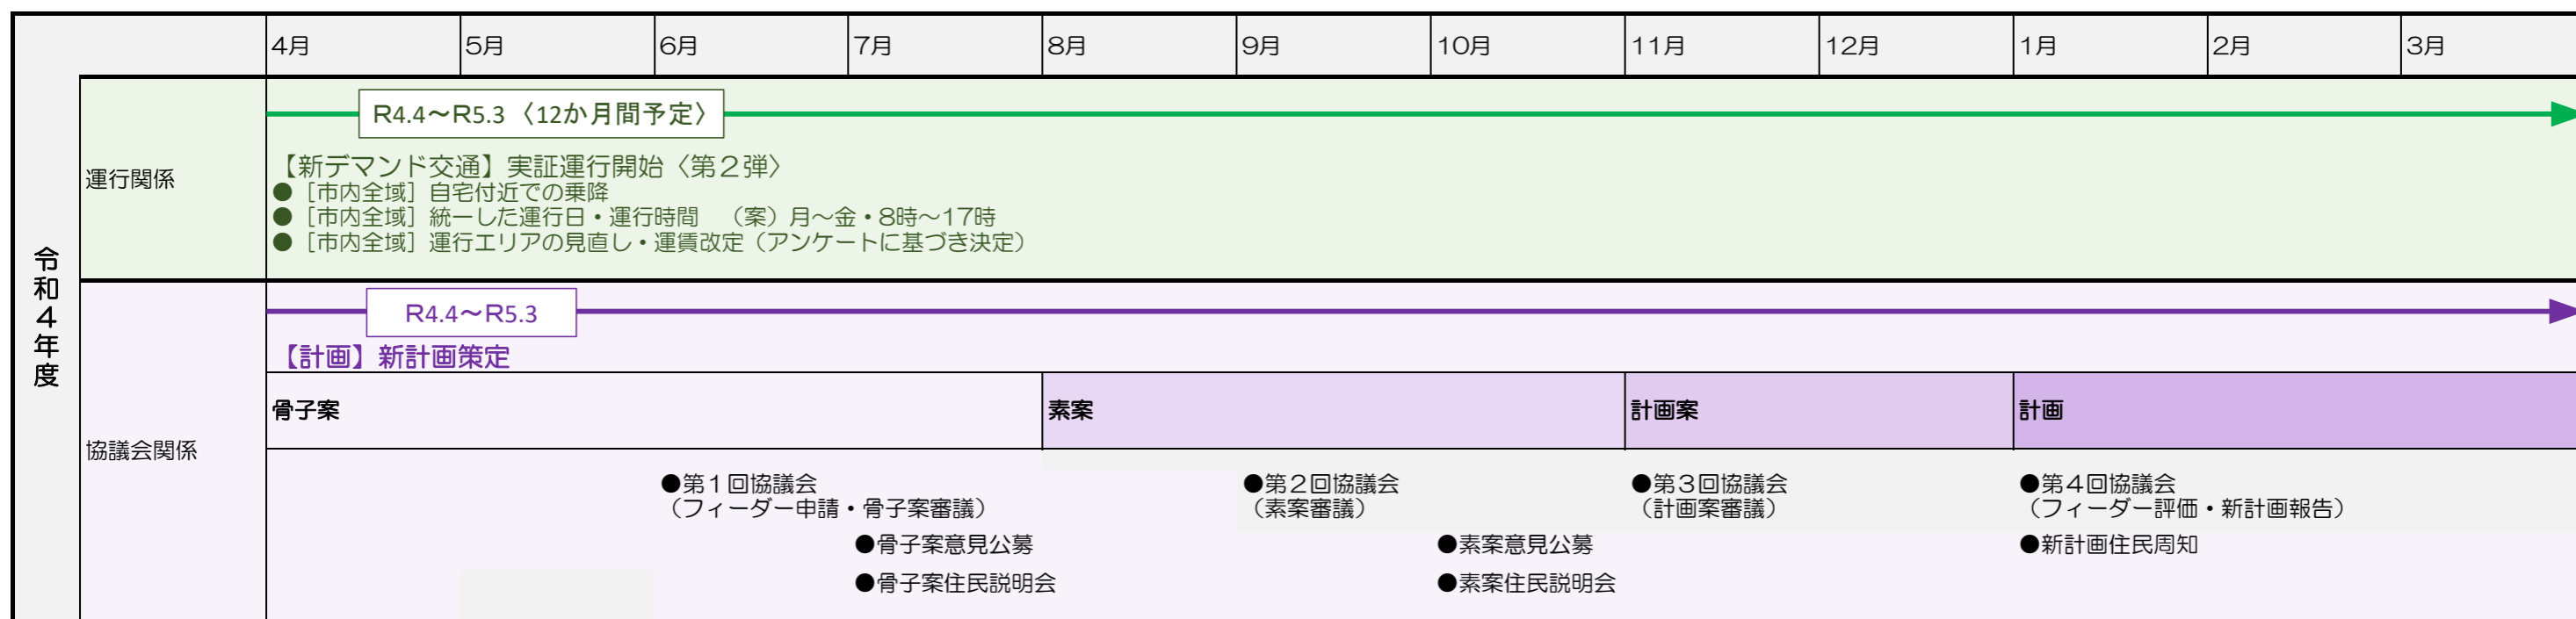 4月 5月 6月 7月 8月 9月 10月 11月 12月 1月 2月 3月
令和４年度
運行関係
R4.4～R5.3 〈12か月間予定〉
【新デマンド交通】実証運行開始〈第２弾〉
●［市内全域］自宅付近での乗降
●［市内全域］統一した運行日・運行時間　（案）月～金・8時～17時
●［市内全域］運行エリアの見直し・運賃改定（アンケートに基づき決定）
協議会関係
R4.4～R5.3
【計画】新計画策定
骨子案 素案 計画案 計画
●第１回協議会 ●第２回協議会 ●第３回協議会 ●第４回協議会
（フィーダー申請・骨子案審議） （素案審議） （計画案審議） （フィーダー評価・新計画報告）
●骨子案意見公募 ●素案意見公募 ●新計画住民周知
●骨子案住民説明会 ●素案住民説明会